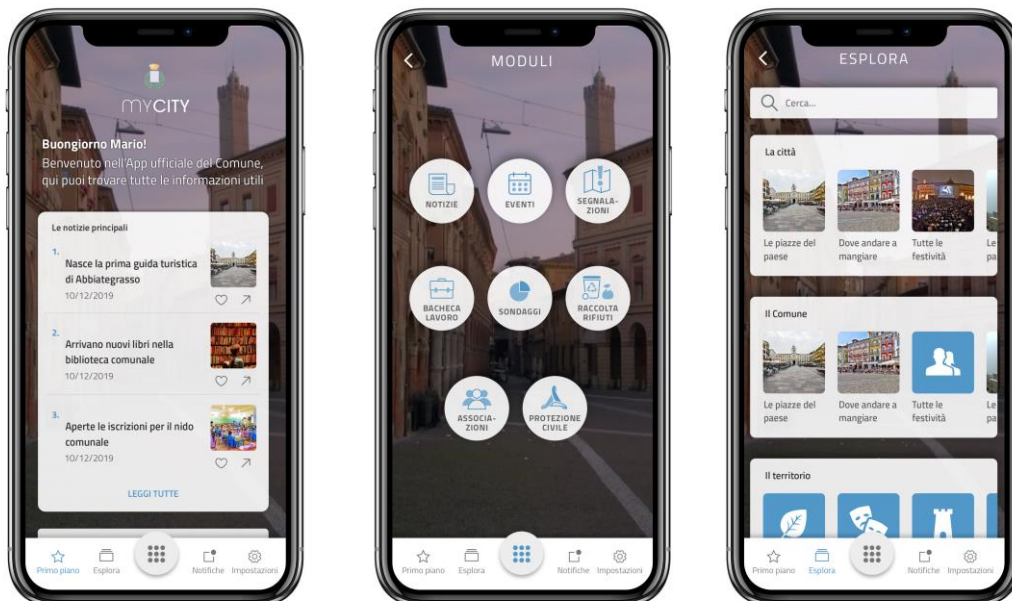 MYCITY
Buongiorno Mario!
Benvenuto nell'App ufficiale del Comune,
qui puoi trovare tutte le informazioni utili
Le notizie principali
1.
Nasce la prima guida turistica
di Abbiategrasso
10/12/2019
2.
Arrivano nuovi libri nella
biblioteca comunale
10/12/2019
3.
Aperte le iscrizioni per il nido
comunale
10/12/2019
LEGGI TUTTE
Primo piano
Esplora
Notifiche
Impostazioni
MODULI
NOTIZIE
EVENTI
SEGNALA-
ZIONI
BACHECA
LAVORO
SONDAGGI
RACCOLTA
RIFIUTI
ASSOCIA-
ZIONI
PROTEZIONE
CIVILE
Primo piano
Esplora
Notifiche
Impostazioni
ESPLORA
Cerca...
La città
Le piazze del
paese
Dove andare a
mangiare
Tutte le
festività
Le
pa
Il Comune
Le piazze del
paese
Dove andare a
mangiare
Tutte le
festività
Le
pa
Il territorio
Primo piano
Esplora
Notifiche
Impostazioni